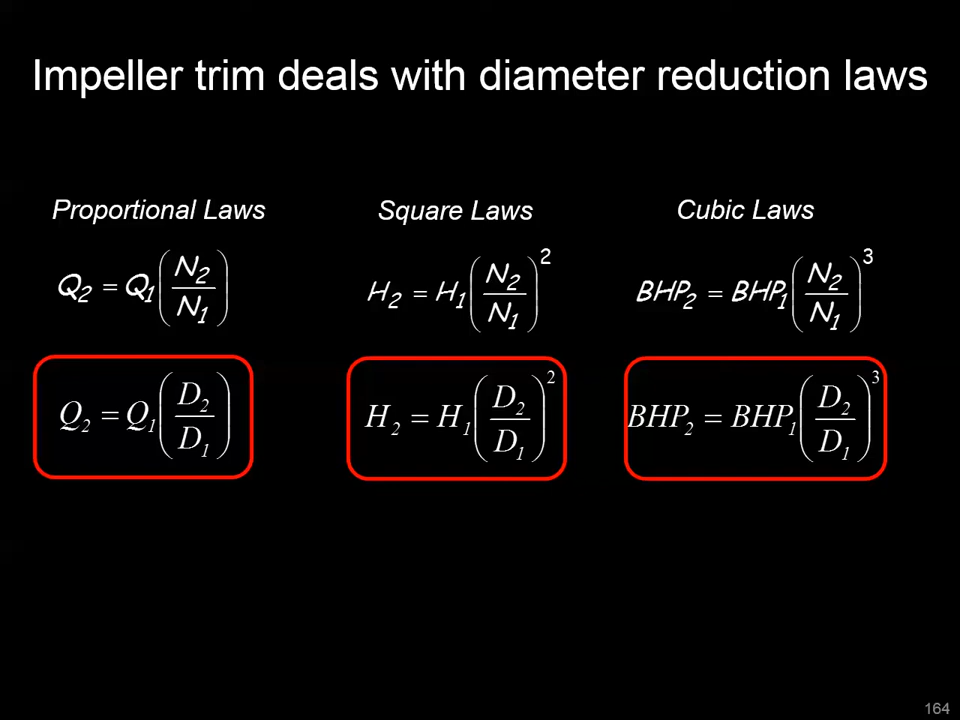 Impeller trim deals with diameter reduction laws
Proportional Laws
Square Laws
Cubic Laws
Q₂ = Q₁(N₂/N₁)
H₂ = H₁(N₂/N₁)²
BHP₂ = BHP₁(N₂/N₁)³
Q₂ = Q₁(D₂/D₁)
H₂ = H₁(D₂/D₁)²
BHP₂ = BHP₁(D₂/D₁)³
164